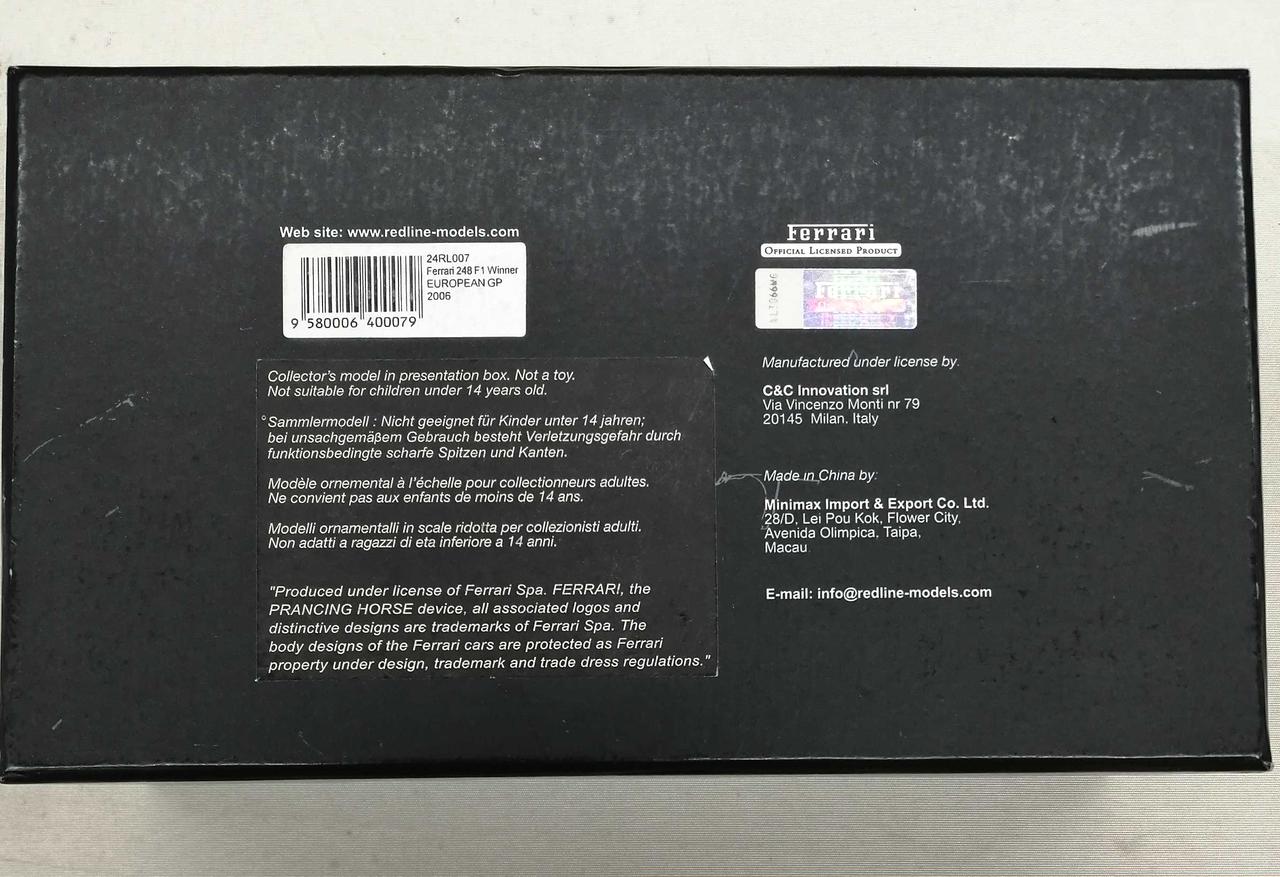 Web site: www.redline-models.com
24RL007
Ferrari 248 F1 Winner
EUROPEAN GP
2006
9 580006 400079
Collector's model in presentation box. Not a toy.
Not suitable for children under 14 years old.
°Sammlermodell : Nicht geeignet für Kinder unter 14 jahren;
bei unsachgemäßem Gebrauch besteht Verletzungsgefahr durch
funktionsbedingte scharfe Spitzen und Kanten.
Modèle ornemental à l'échelle pour collectionneurs adultes.
Ne convient pas aux enfants de moins de 14 ans.
Modelli ornamentalli in scale ridotta per collezionisti adulti.
Non adatti a ragazzi di eta inferiore a 14 anni.
"Produced under license of Ferrari Spa. FERRARI, the
PRANCING HORSE device, all associated logos and
distinctive designs are trademarks of Ferrari Spa. The
body designs of the Ferrari cars are protected as Ferrari
property under design, trademark and trade dress regulations."
Ferrari
OFFICIAL LICENSED PRODUCT
Manufactured under license by.
C&C Innovation srl
Via Vincenzo Monti nr 79
20145 Milan. Italy
Made in China by:
Minimax Import & Export Co. Ltd.
28/D, Lei Pou Kok, Flower City,
Avenida Olimpica, Taipa,
Macau
E-mail: info@redline-models.com